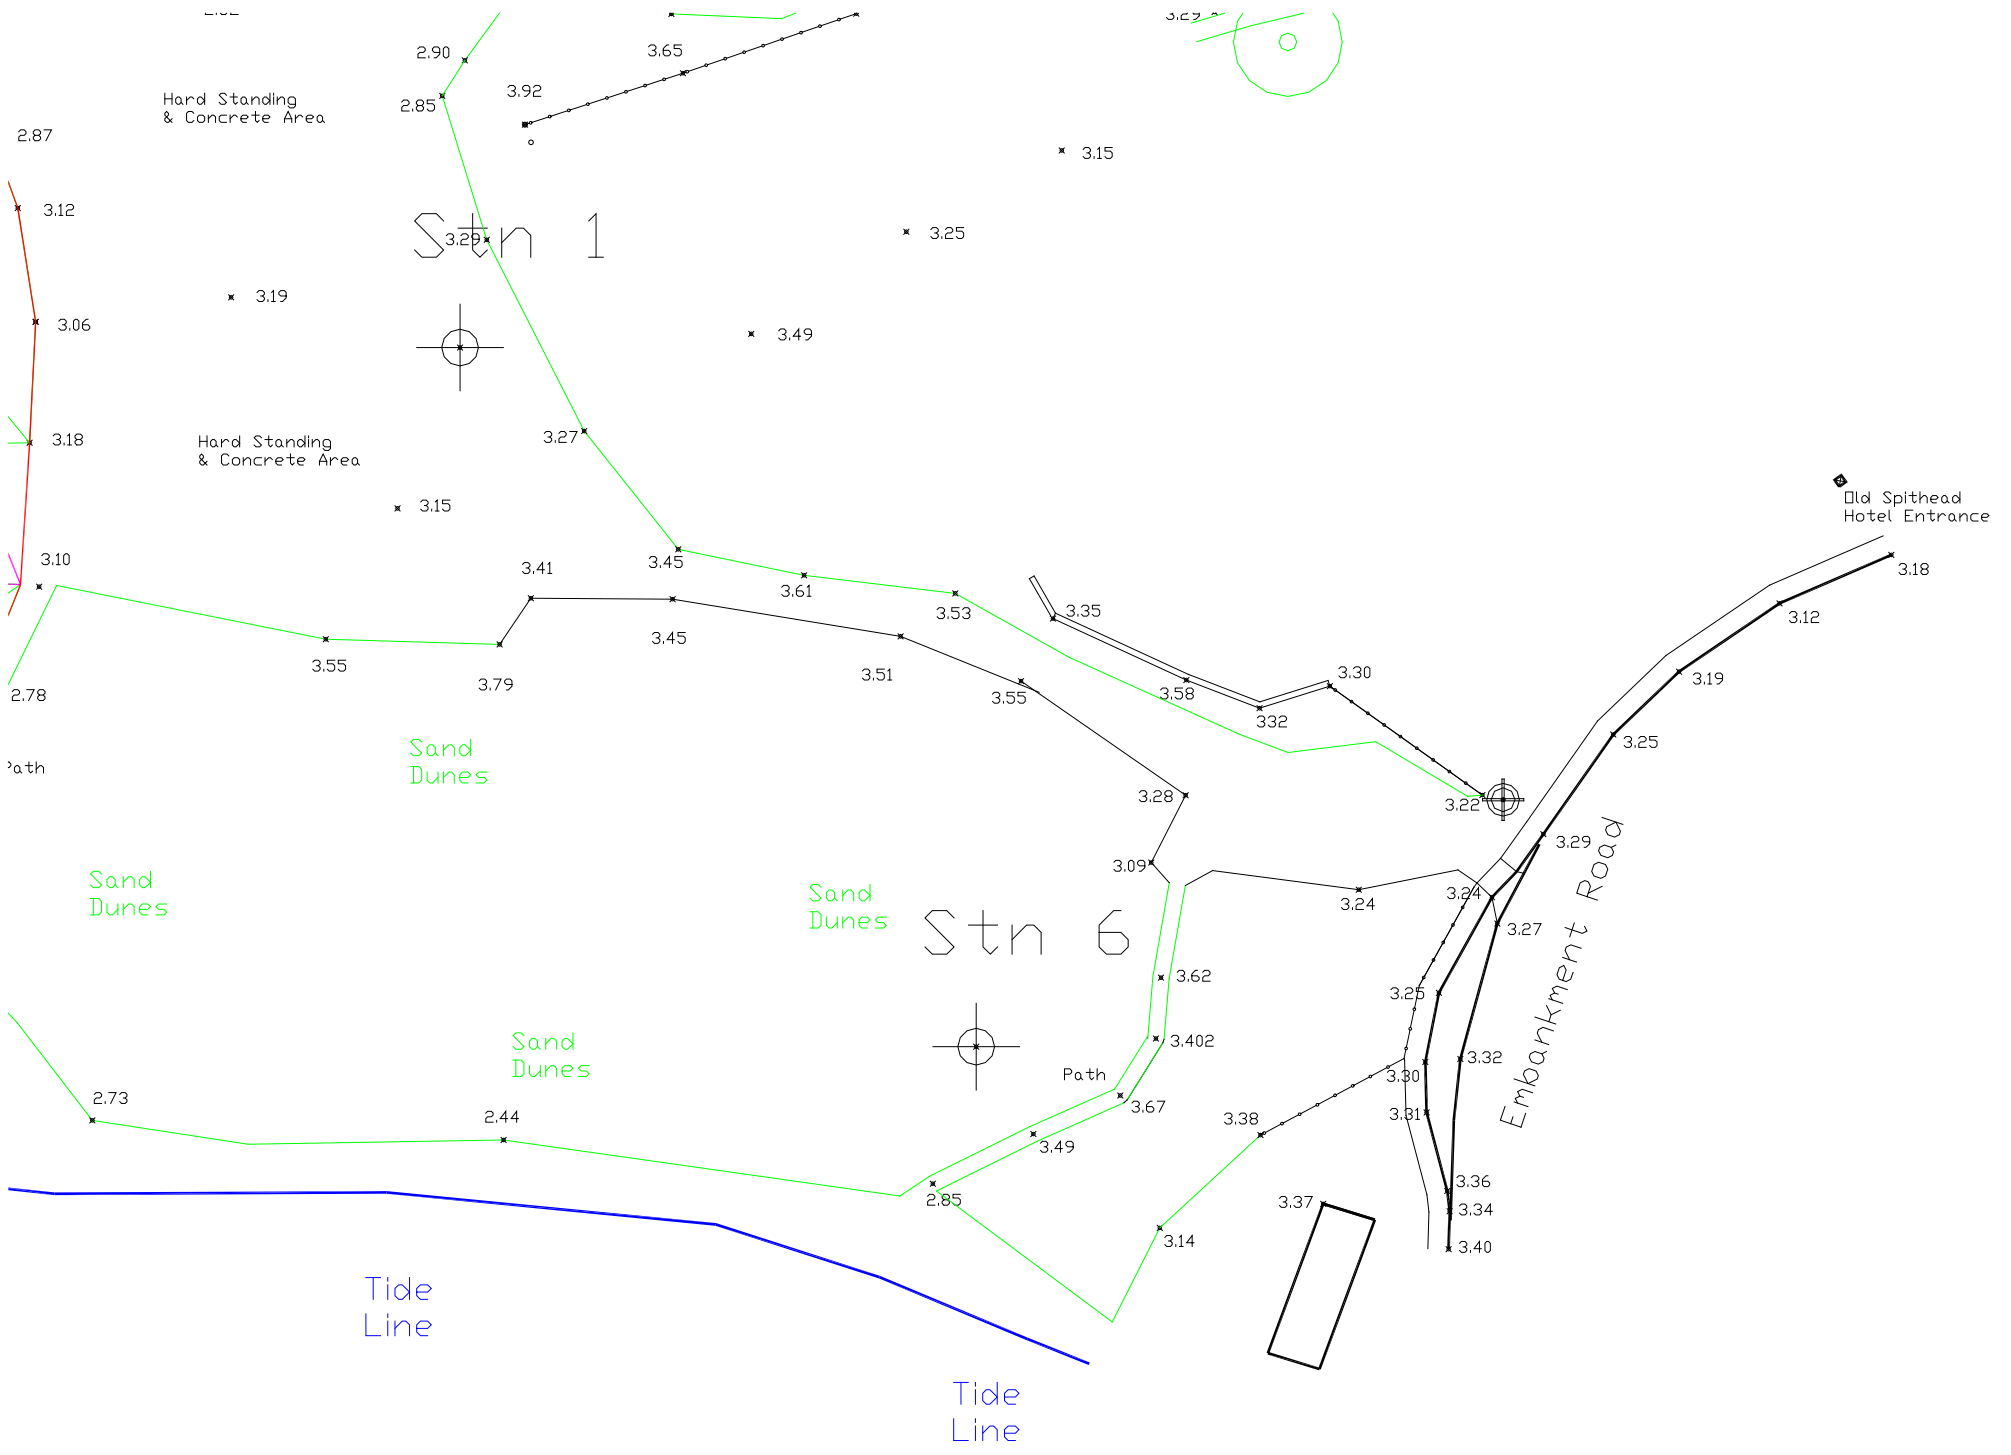 2.90
3.65
3.29
2.85
3.92
Hard Standing
& Concrete Area
2.87
3.15
3.12
Stn 1
3.29
3.25
3.19
3.06
3.49
3.18
3.27
Hard Standing
& Concrete Area
3.15
Old Spithead
Hotel Entrance
3.10
3.41
3.45
3.61
3.53
3.35
3.18
3.12
3.55
3.45
3.51
3.79
3.55
3.58
3.30
3.19
2.78
332
3.25
Sand
Dunes
Path
3.28
3.22
3.29
3.09
Sand
Dunes
Sand
Dunes
3.24
3.24
3.27
Stn 6
Embankment Road
3.62
3.25
3.402
Sand
Dunes
Path
3.32
3.30
2.73
2.44
3.67
3.38
3.31
3.49
2.85
3.36
3.37
3.34
3.14
3.40
Tide
Line
Tide
Line